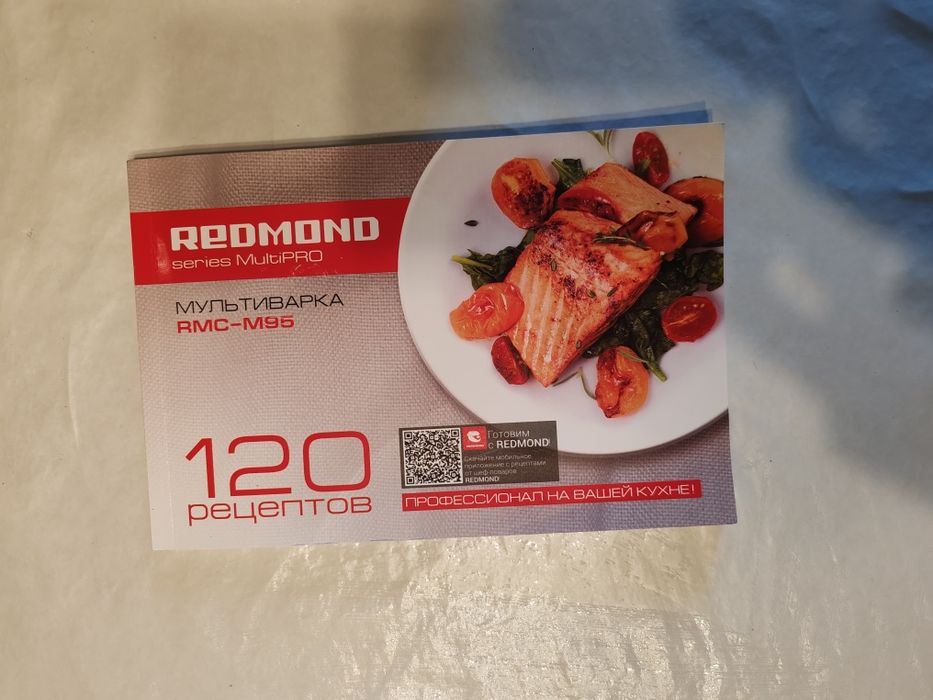 REDMOND
series MultiPRO
МУЛЬТИВАРКА
RMC-M95
120
рецептов
Готовим
с REDMOND!
Скачайте мобильное
приложение с рецептами
от шеф-поваров
REDMOND!
ПРОФЕССИОНАЛ НА ВАШЕЙ КУХНЕ!